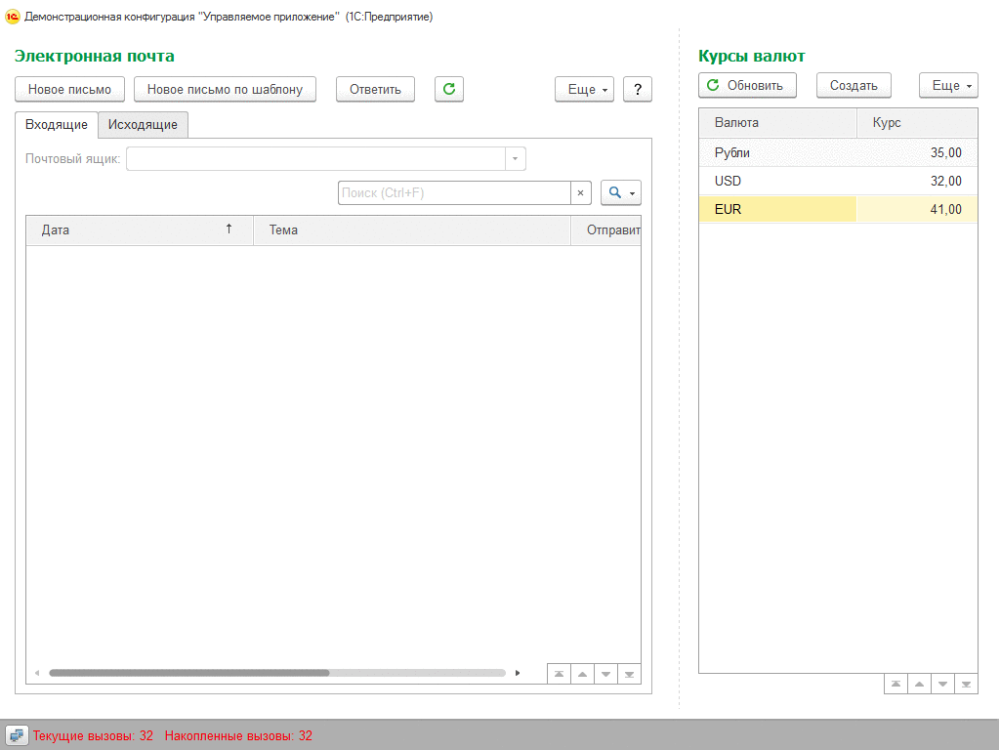 Демонстрационная конфигурация "Управляемое приложение" (1С:Предприятие)
Электронная почта
Новое письмо
Новое письмо по шаблону
Ответить
Еще
?
Входящие
Исходящие
Почтовый ящик:
Поиск (Ctrl+F)
×
Дата ↑
Тема
Отправит
Курсы валют
Обновить
Создать
Еще
Валюта Курс
Рубли 35,00
USD 32,00
EUR 41,00
Текущие вызовы: 32 Накопленные вызовы: 32